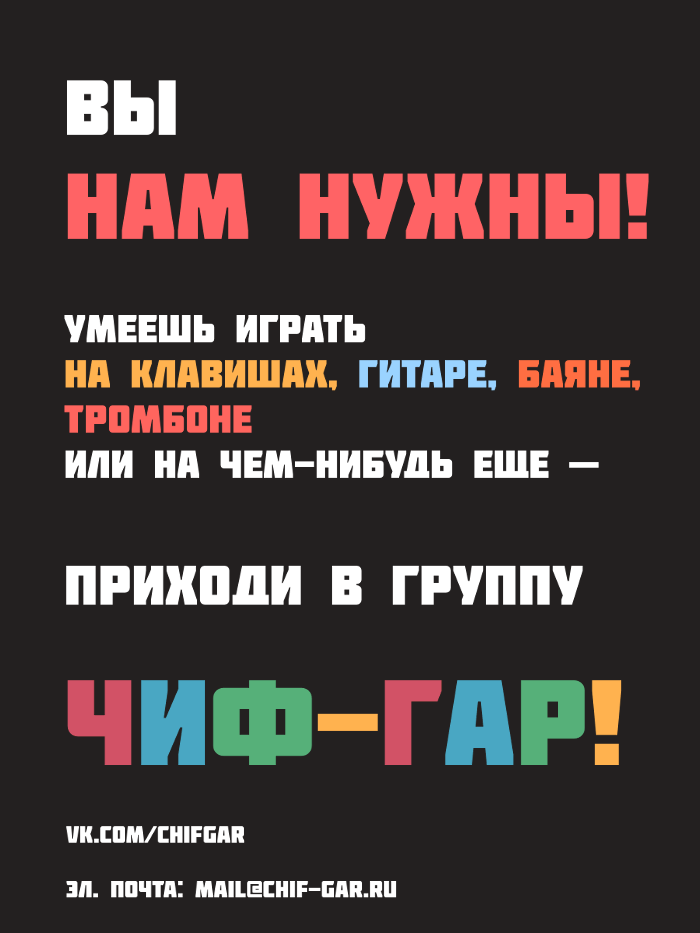 ВЫ
НАМ НУЖНЫ!
УМЕЕШЬ ИГРАТЬ
НА КЛАВИШАХ, ГИТАРЕ, БАЯНЕ,
ТРОМБОНЕ
ИЛИ НА ЧЕМ-НИБУДЬ ЕЩЕ —
ПРИХОДИ В ГРУППУ
ЧИФ-ГАР!
VK.COM/CHIFGAR
ЭЛ. ПОЧТА: MAIL@CHIF-GAR.RU